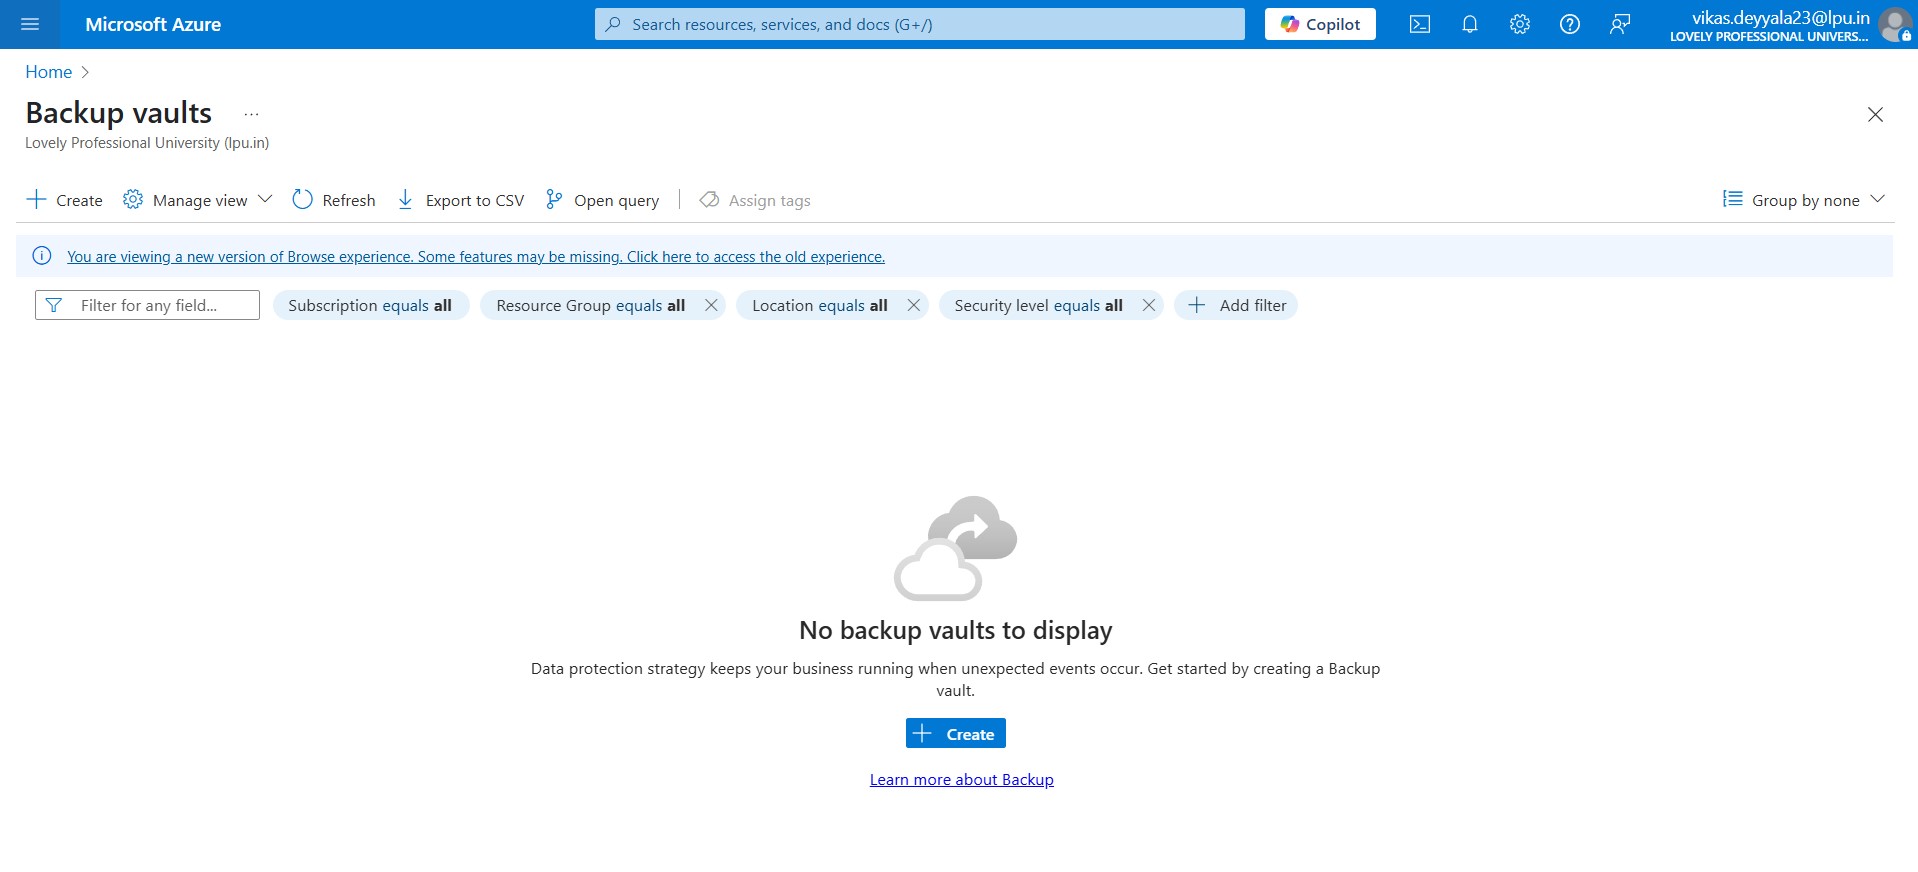 Microsoft Azure
Search resources, services, and docs (G+/)
Copilot
vikas.deyyala23@lpu.in
LOVELY PROFESSIONAL UNIVERS...
Home
Backup vaults ...
Lovely Professional University (lpu.in)
Create Manage view Refresh Export to CSV Open query Assign tags Group by none
You are viewing a new version of Browse experience. Some features may be missing. Click here to access the old experience.
Filter for any field... Subscription equals all Resource Group equals all Location equals all Security level equals all Add filter
No backup vaults to display
Data protection strategy keeps your business running when unexpected events occur. Get started by creating a Backup
vault.
Create
Learn more about Backup